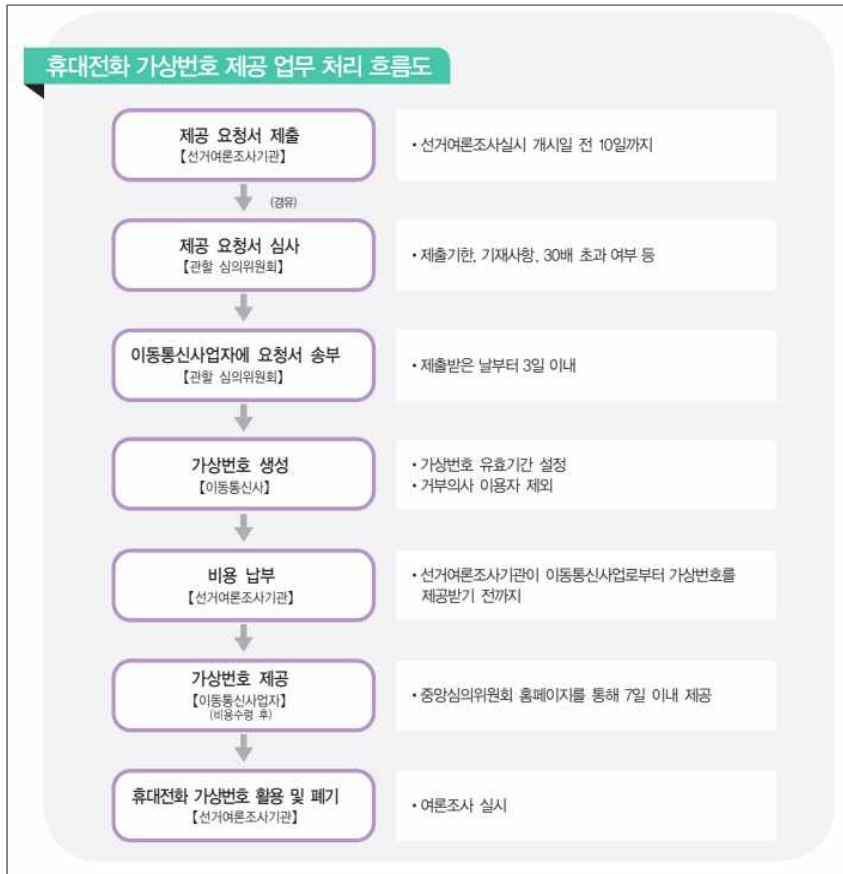 휴대전화 가상번호 제공 업무 처리 흐름도
제공 요청서 제출
【선거여론조사기관】
• 선거여론조사실시 개시일 전 10일까지
(경유)
제공 요청서 심사
【관할 심의위원회】
• 제출기한, 기재사항, 30배 초과 여부 등
이동통신사업자에 요청서 송부
【관할 심의위원회】
• 제출받은 날부터 3일 이내
가상번호 생성
【이동통신사】
• 가상번호 유효기간 설정
• 거부의사 이용자 제외
비용 납부
【선거여론조사기관】
• 선거여론조사기관이 이동통신사업로부터 가상번호를
제공받기 전까지
가상번호 제공
【이동통신사업자】
(비용수령 후)
• 중앙심의위원회 홈페이지를 통해 7일 이내 제공
휴대전화 가상번호 활용 및 폐기
【선거여론조사기관】
• 여론조사 실시